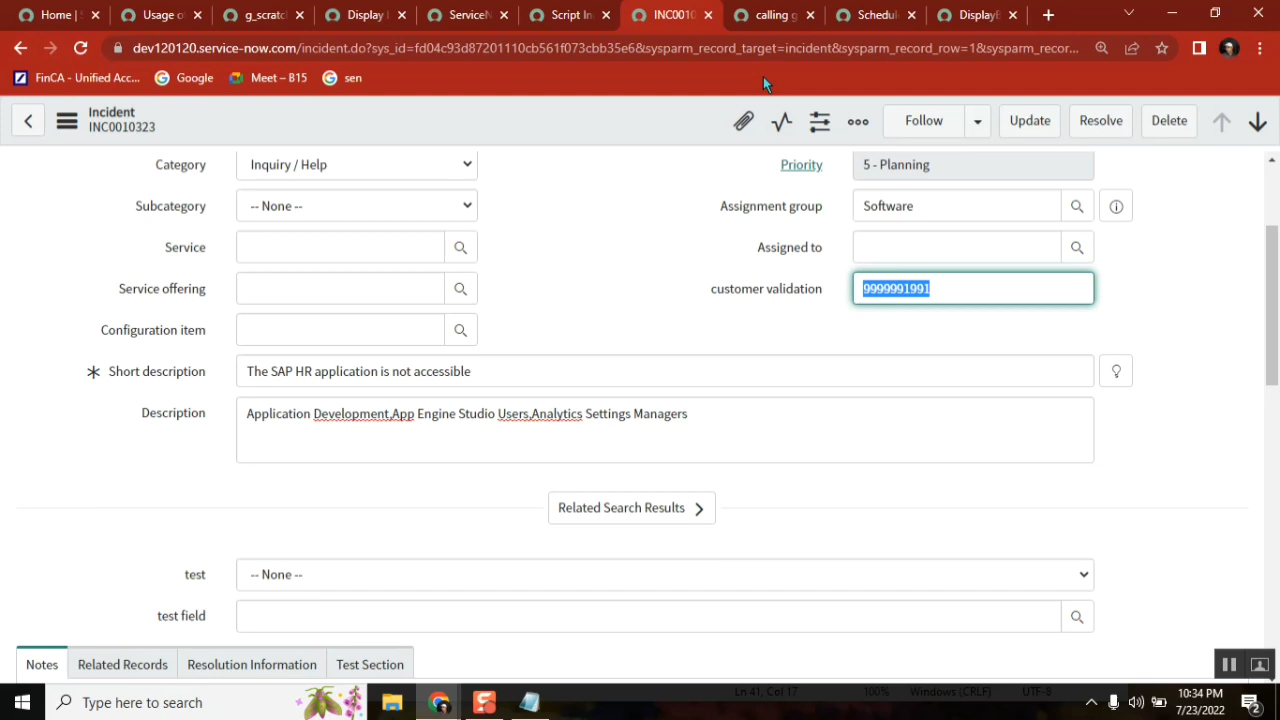 Home | S
Usage o
g_scratc
Display I
ServiceN
Script In
INC0010
calling g
Schedul
DisplayB
dev120120.service-now.com/incident.do?sys_id=fd04c93d87201110cb561f073cbb35e6&sysparm_record_target=incident&sysparm_record_row=1&sysparm_recor...
FinCA - Unified Acc...
Google
Meet – B15
sen
Incident
INC0010323
Follow
Update
Resolve
Delete
Category
Inquiry / Help
Priority
5 - Planning
Subcategory
-- None --
Assignment group
Software
Service
Assigned to
Service offering
customer validation
9999991991
Configuration item
Short description
The SAP HR application is not accessible
Description
Application Development,App Engine Studio Users,Analytics Settings Managers
Related Search Results
test
-- None --
test field
Notes
Related Records
Resolution Information
Test Section
Ln 41, Col 17
100%
Windows (CRLF)
UTF-8
Type here to search
10:34 PM
7/23/2022
2